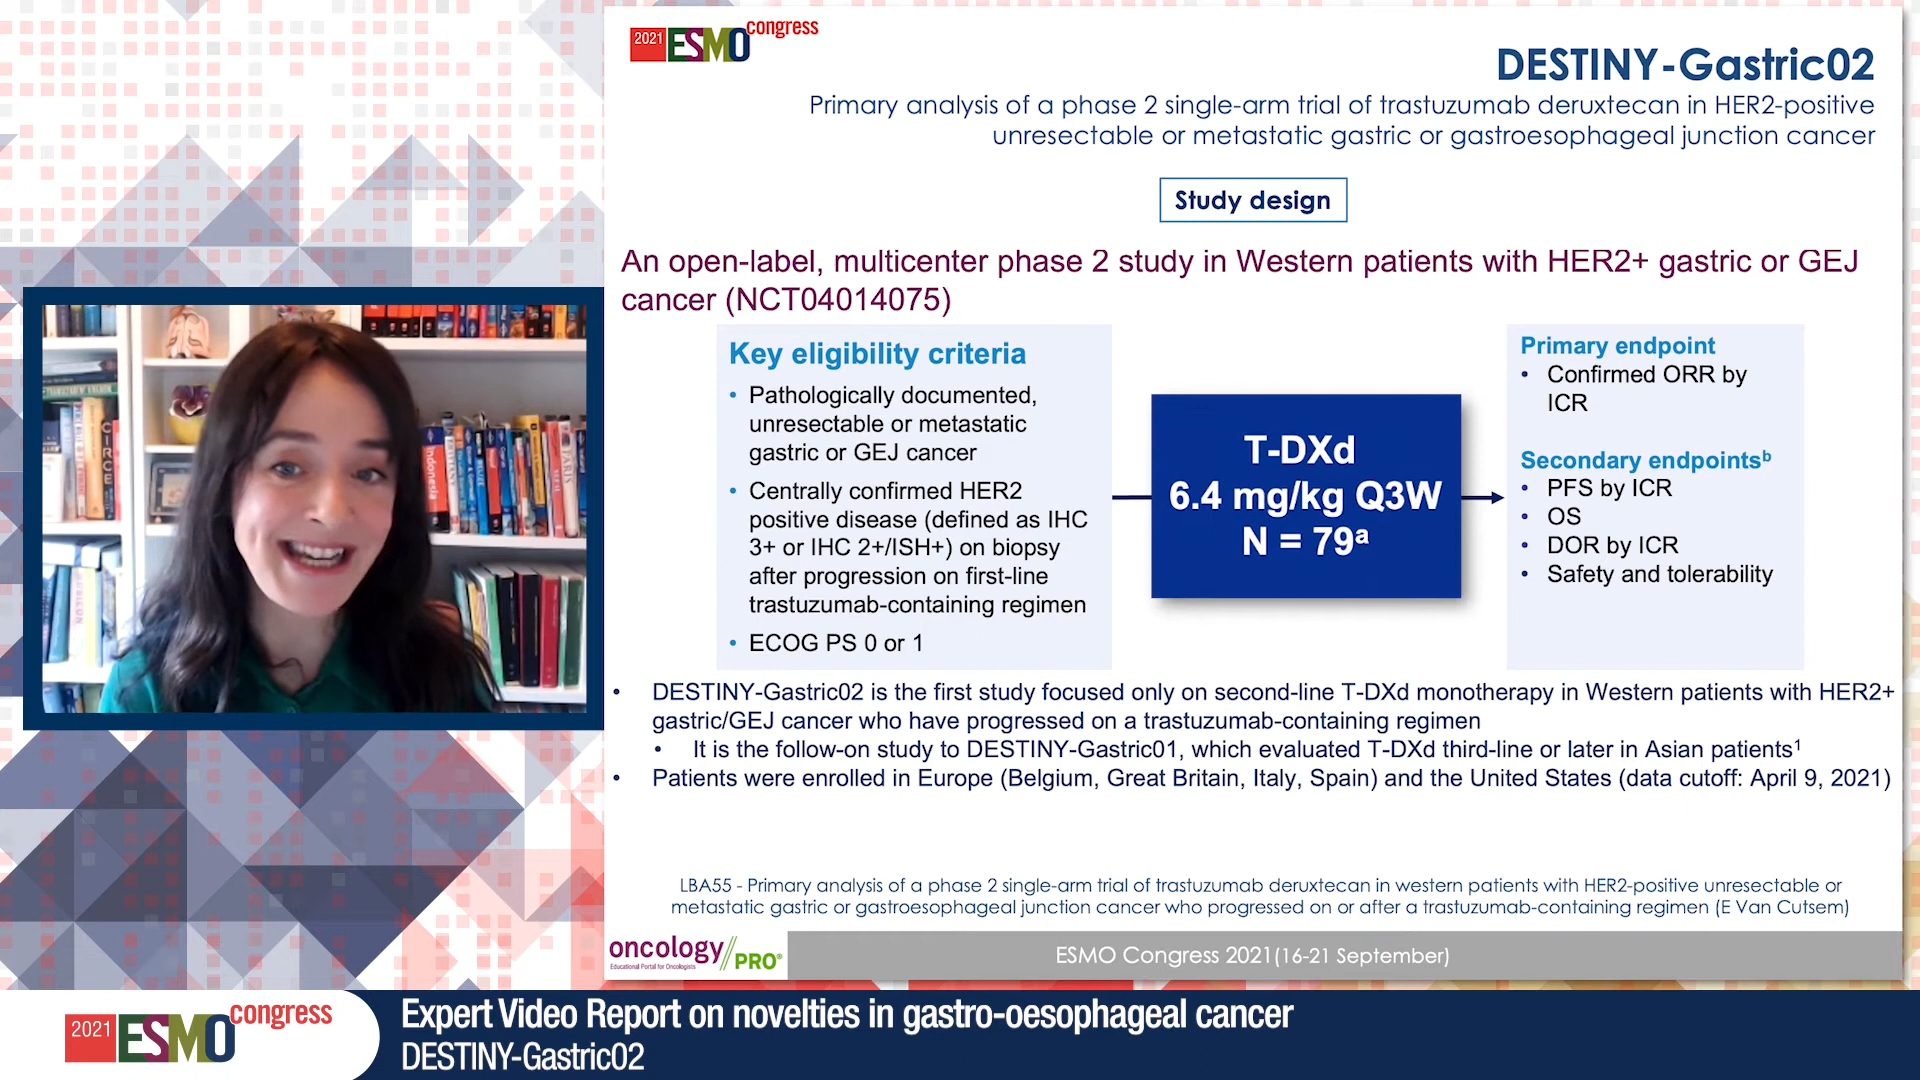 2021 ESMO congress
DESTINY-Gastric02
Primary analysis of a phase 2 single-arm trial of trastuzumab deruxtecan in HER2-positive
unresectable or metastatic gastric or gastroesophageal junction cancer
Study design
An open-label, multicenter phase 2 study in Western patients with HER2+ gastric or GEJ
cancer (NCT04014075)
Key eligibility criteria
• Pathologically documented,
unresectable or metastatic
gastric or GEJ cancer
• Centrally confirmed HER2
positive disease (defined as IHC
3+ or IHC 2+/ISH+) on biopsy
after progression on first-line
trastuzumab-containing regimen
• ECOG PS 0 or 1
T-DXd
6.4 mg/kg Q3W
N = 79ᵃ
Primary endpoint
• Confirmed ORR by
ICR
Secondary endpointsᵇ
• PFS by ICR
• OS
• DOR by ICR
• Safety and tolerability
• DESTINY-Gastric02 is the first study focused only on second-line T-DXd monotherapy in Western patients with HER2+
gastric/GEJ cancer who have progressed on a trastuzumab-containing regimen
• It is the follow-on study to DESTINY-Gastric01, which evaluated T-DXd third-line or later in Asian patients¹
• Patients were enrolled in Europe (Belgium, Great Britain, Italy, Spain) and the United States (data cutoff: April 9, 2021)
LBA55 - Primary analysis of a phase 2 single-arm trial of trastuzumab deruxtecan in western patients with HER2-positive unresectable or
metastatic gastric or gastroesophageal junction cancer who progressed on or after a trastuzumab-containing regimen (E Van Cutsem)
oncology//PRO®
Educational Portal for Oncologists
ESMO Congress 2021(16-21 September)
Indonesia
CIRCE
2021 ESMO congress
Expert Video Report on novelties in gastro-oesophageal cancer
DESTINY-Gastric02